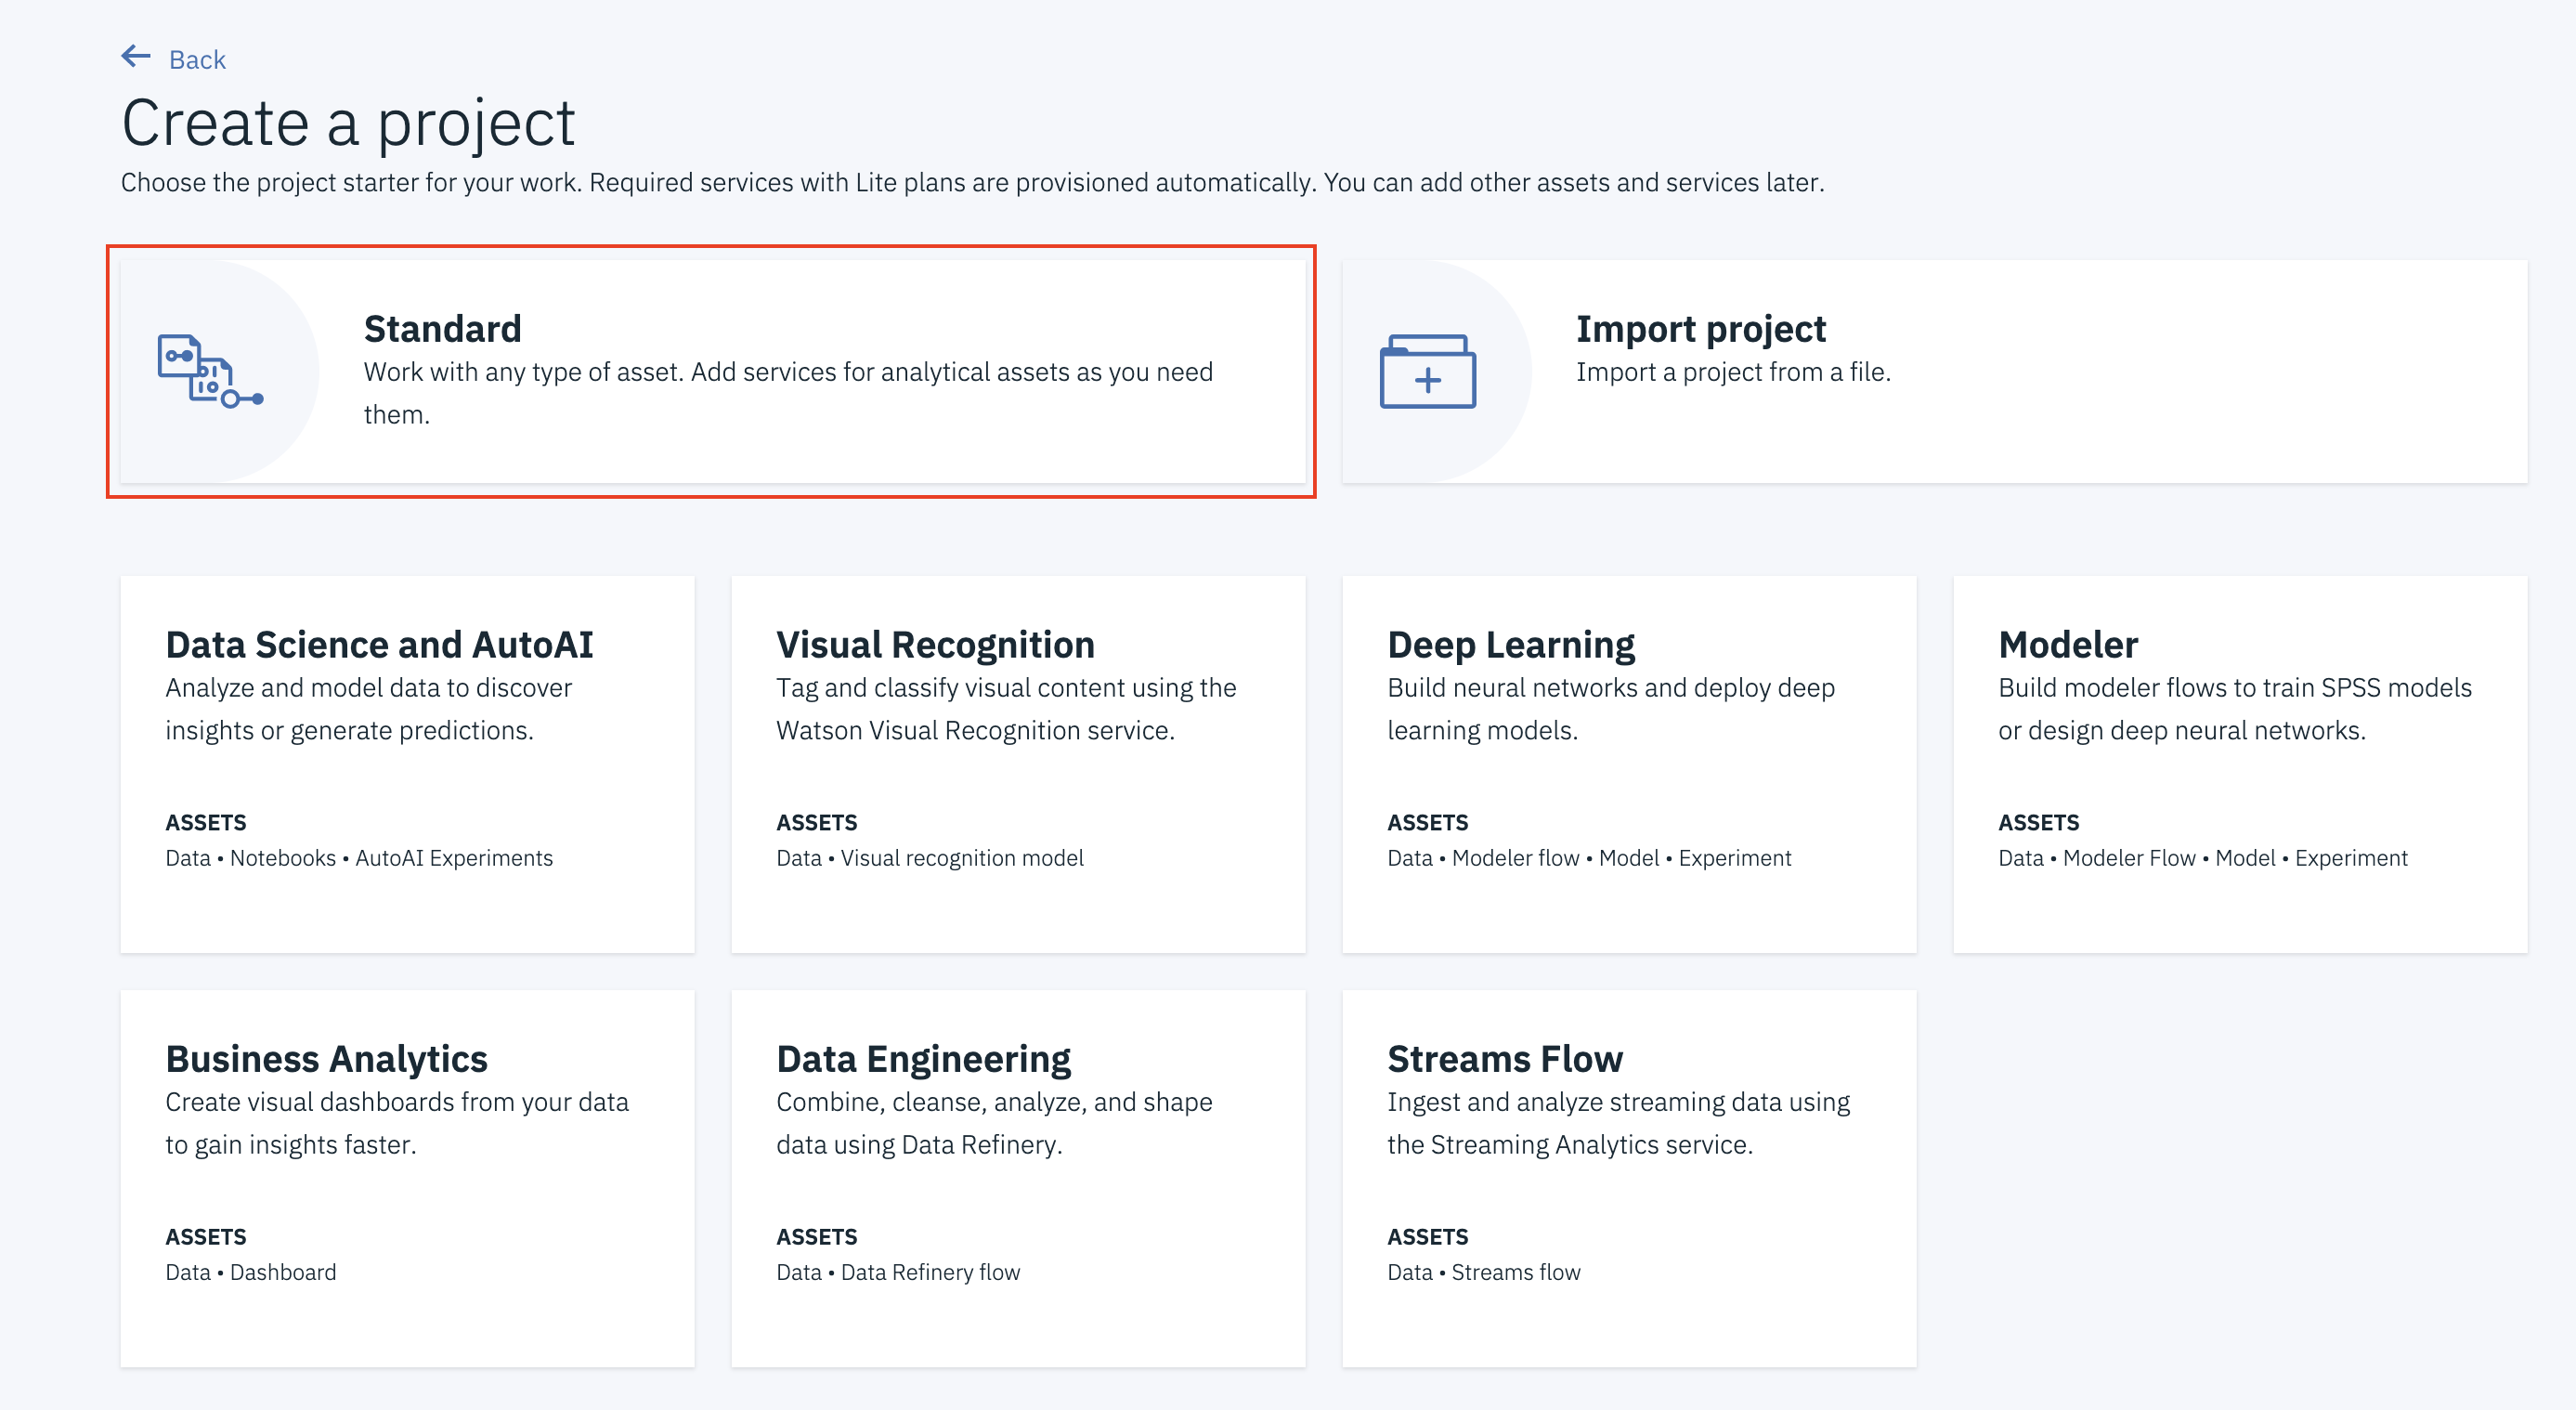 Back
Create a project
Choose the project starter for your work. Required services with Lite plans are provisioned automatically. You can add other assets and services later.
Standard
Work with any type of asset. Add services for analytical assets as you need
them.
Import project
Import a project from a file.
Data Science and AutoAI
Analyze and model data to discover
insights or generate predictions.
ASSETS
Data • Notebooks • AutoAI Experiments
Visual Recognition
Tag and classify visual content using the
Watson Visual Recognition service.
ASSETS
Data • Visual recognition model
Deep Learning
Build neural networks and deploy deep
learning models.
ASSETS
Data • Modeler flow • Model • Experiment
Modeler
Build modeler flows to train SPSS models
or design deep neural networks.
ASSETS
Data • Modeler Flow • Model • Experiment
Business Analytics
Create visual dashboards from your data
to gain insights faster.
ASSETS
Data • Dashboard
Data Engineering
Combine, cleanse, analyze, and shape
data using Data Refinery.
ASSETS
Data • Data Refinery flow
Streams Flow
Ingest and analyze streaming data using
the Streaming Analytics service.
ASSETS
Data • Streams flow